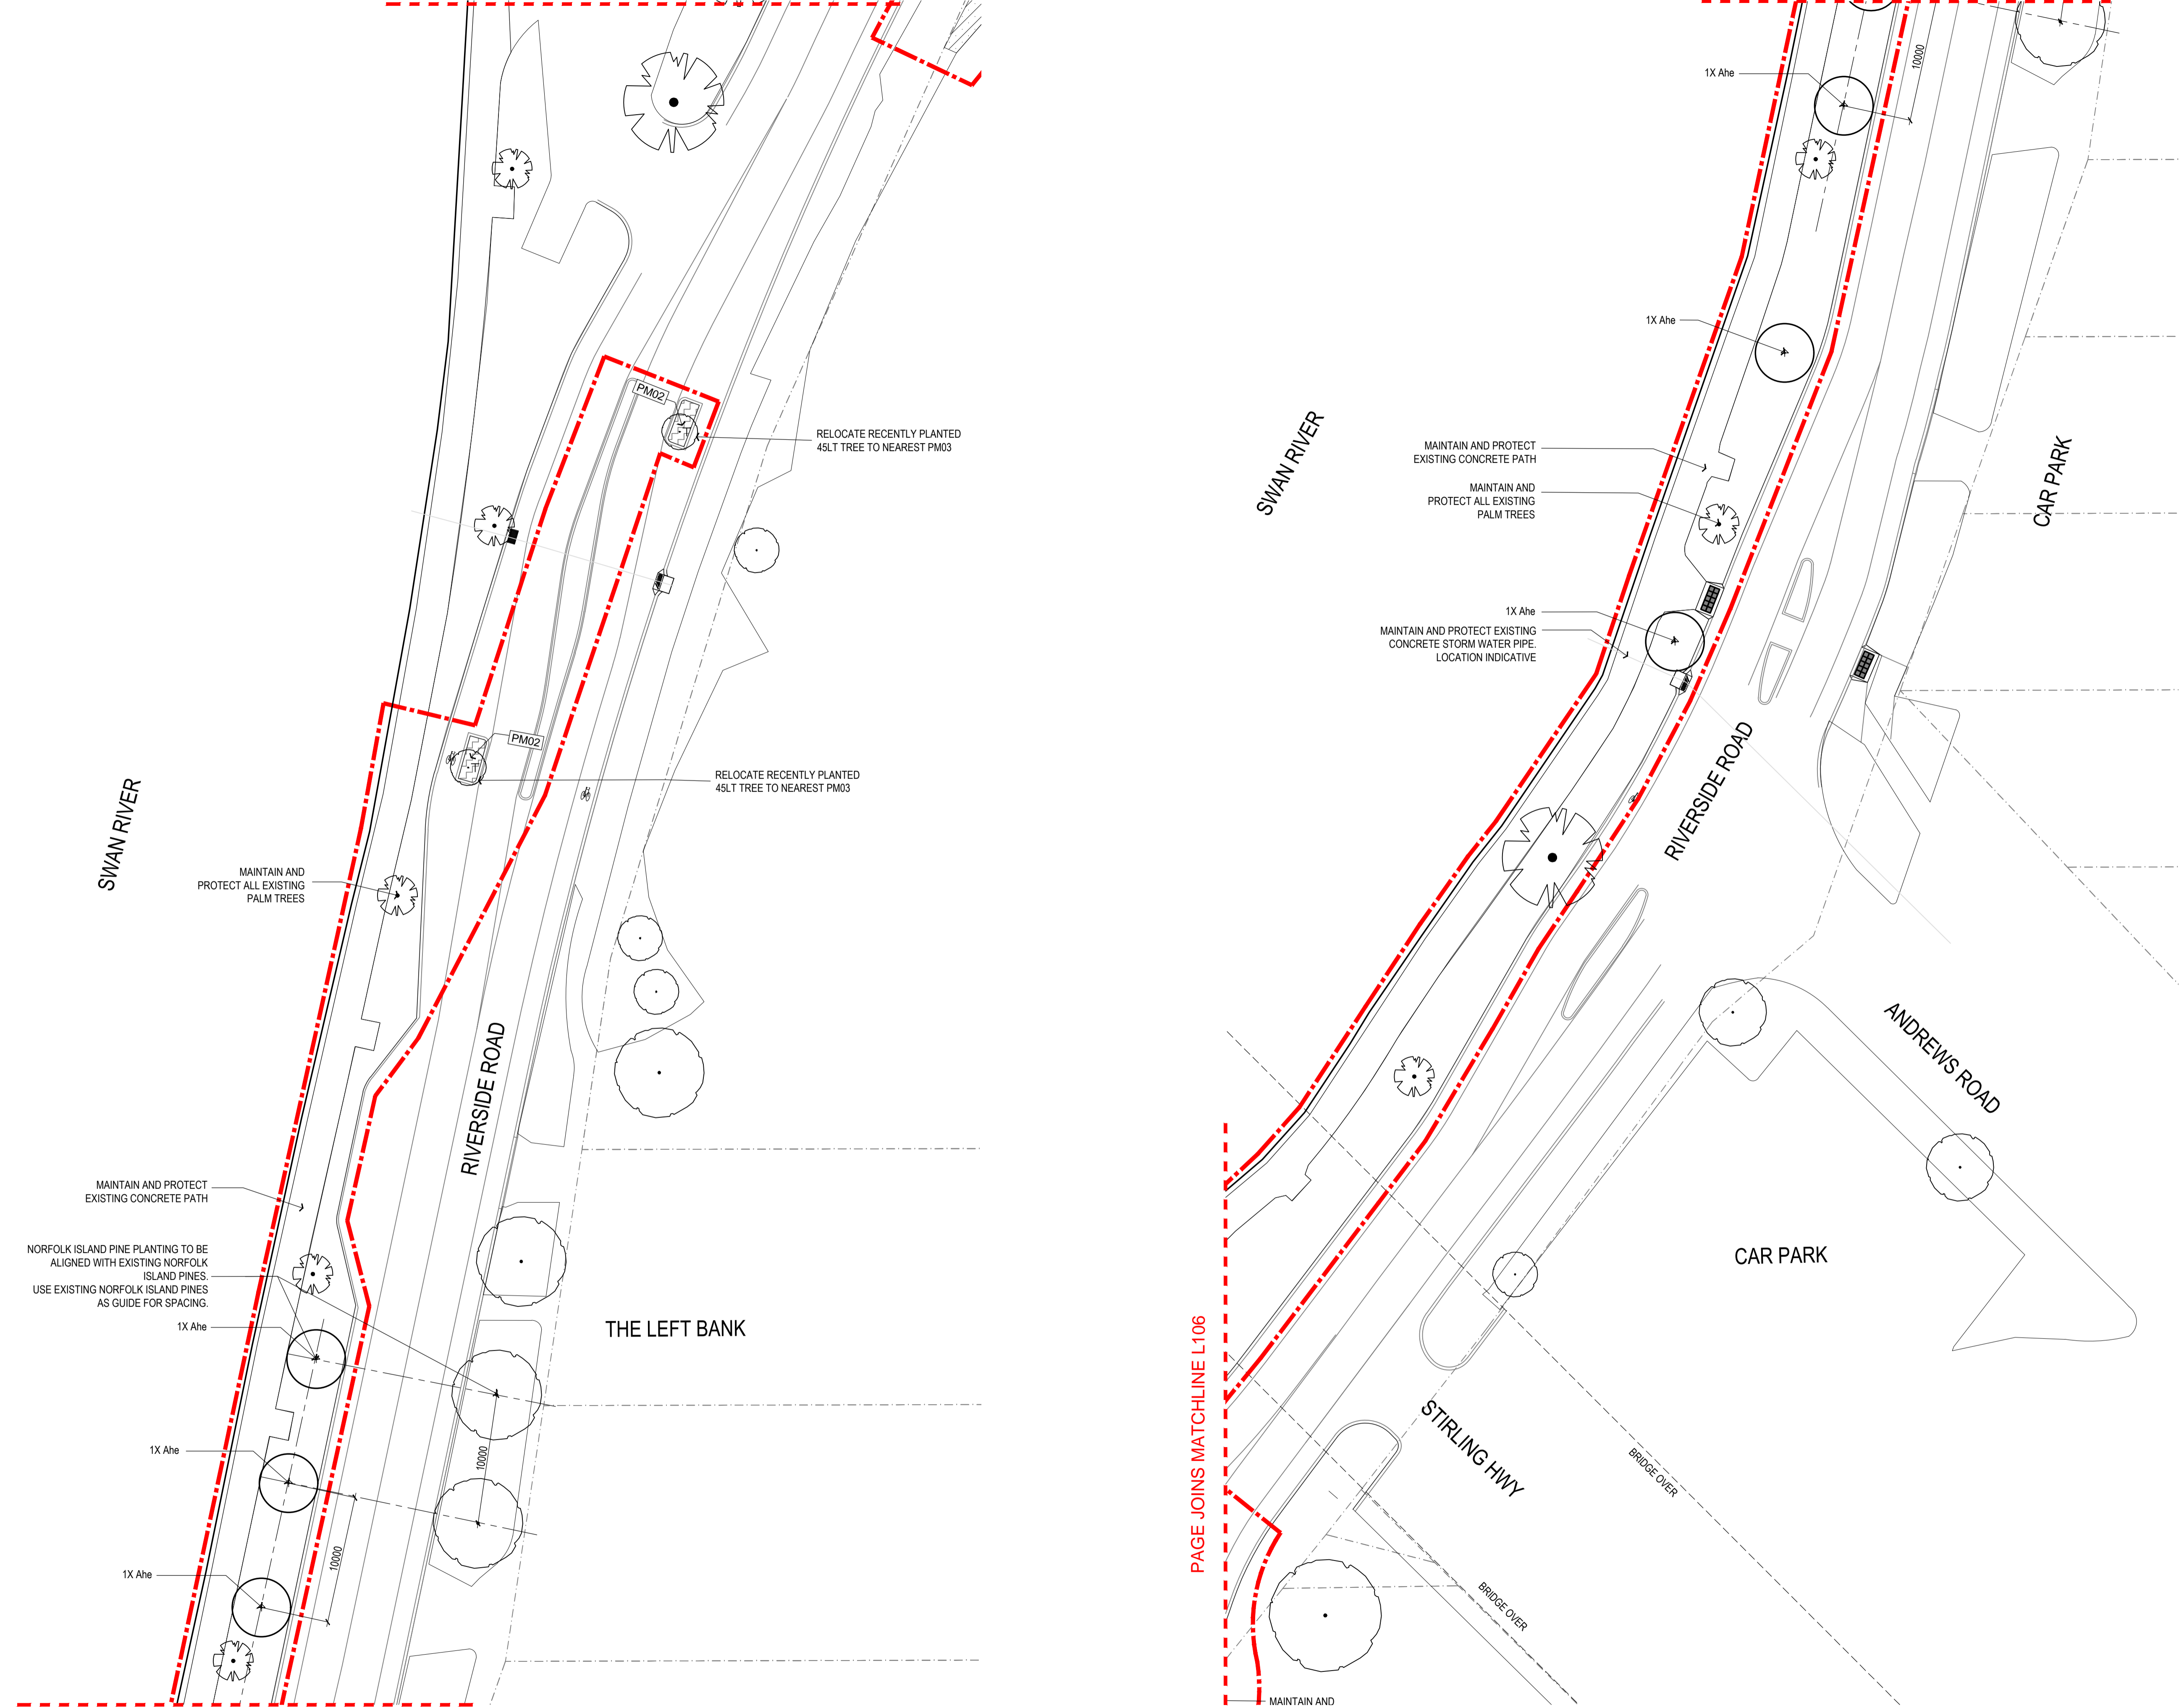 PM02
RELOCATE RECENTLY PLANTED
45LT TREE TO NEAREST PM03
PM02
RELOCATE RECENTLY PLANTED
45LT TREE TO NEAREST PM03
SWAN RIVER
MAINTAIN AND
PROTECT ALL EXISTING
PALM TREES
RIVERSIDE ROAD
MAINTAIN AND PROTECT
EXISTING CONCRETE PATH
NORFOLK ISLAND PINE PLANTING TO BE
ALIGNED WITH EXISTING NORFOLK
ISLAND PINES.
USE EXISTING NORFOLK ISLAND PINES
AS GUIDE FOR SPACING.
1X Ahe
THE LEFT BANK
1X Ahe
10000
1X Ahe
10000
1X Ahe
10000
1X Ahe
SWAN RIVER
MAINTAIN AND PROTECT
EXISTING CONCRETE PATH
MAINTAIN AND
PROTECT ALL EXISTING
PALM TREES
CAR PARK
1X Ahe
MAINTAIN AND PROTECT EXISTING
CONCRETE STORM WATER PIPE.
LOCATION INDICATIVE
RIVERSIDE ROAD
ANDREWS ROAD
CAR PARK
PAGE JOINS MATCHLINE L106
STIRLING HWY
BRIDGE OVER
BRIDGE OVER
MAINTAIN AND